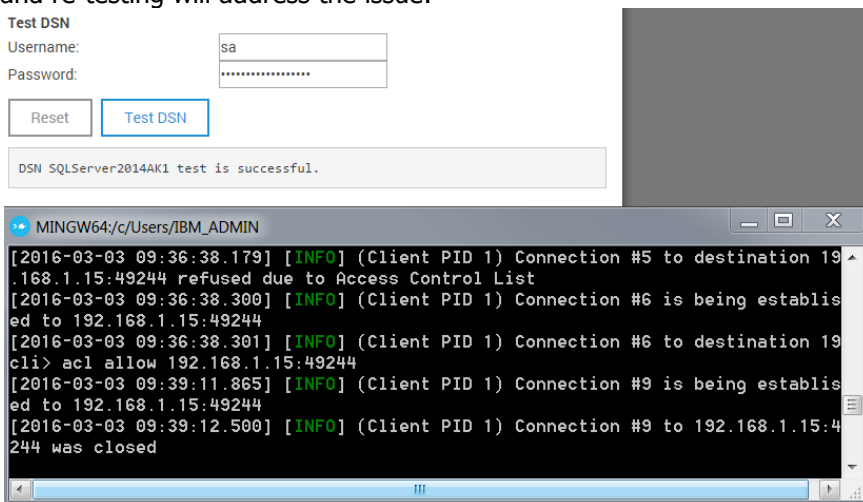 and re-testing will address the issue.
Test DSN
Username: sa
Password: ••••••••••••••••••
Reset Test DSN
DSN SQLServer2014AK1 test is successful.
MINGW64:/c/Users/IBM_ADMIN
[2016-03-03 09:36:38.179] [INFO] (Client PID 1) Connection #5 to destination 19
.168.1.15:49244 refused due to Access Control List
[2016-03-03 09:36:38.300] [INFO] (Client PID 1) Connection #6 is being establis
ed to 192.168.1.15:49244
[2016-03-03 09:36:38.301] [INFO] (Client PID 1) Connection #6 to destination 19
cli> acl allow 192.168.1.15:49244
[2016-03-03 09:39:11.865] [INFO] (Client PID 1) Connection #9 is being establis
ed to 192.168.1.15:49244
[2016-03-03 09:39:12.500] [INFO] (Client PID 1) Connection #9 to 192.168.1.15:4
244 was closed